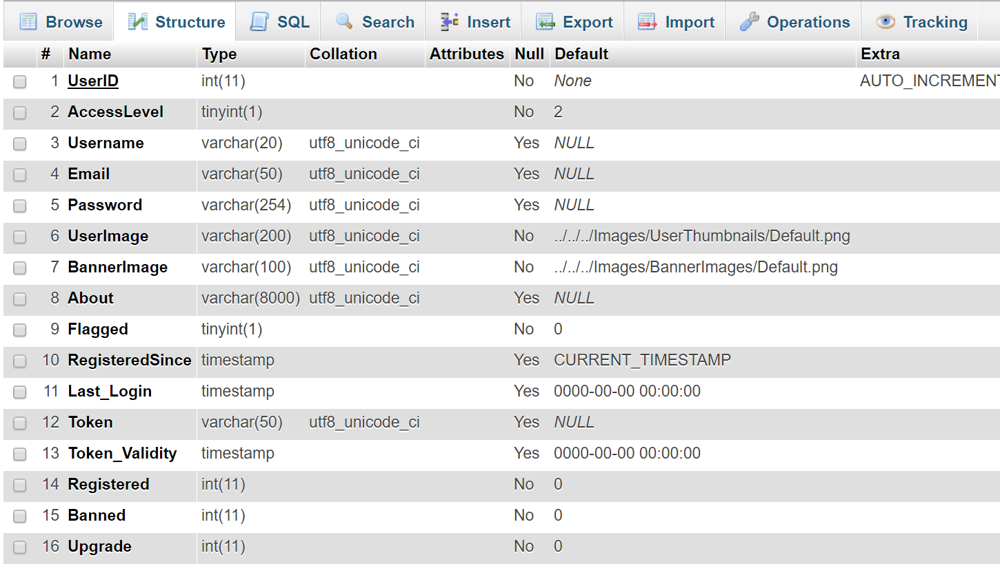 Browse Structure SQL Search Insert Export Import Operations Tracking
# Name Type Collation Attributes Null Default Extra
1 UserID int(11) No None AUTO_INCREMENT
2 AccessLevel tinyint(1) No 2
3 Username varchar(20) utf8_unicode_ci Yes NULL
4 Email varchar(50) utf8_unicode_ci Yes NULL
5 Password varchar(254) utf8_unicode_ci Yes NULL
6 UserImage varchar(200) utf8_unicode_ci No ../../../Images/UserThumbnails/Default.png
7 BannerImage varchar(100) utf8_unicode_ci No ../../../Images/BannerImages/Default.png
8 About varchar(8000) utf8_unicode_ci Yes NULL
9 Flagged tinyint(1) No 0
10 RegisteredSince timestamp Yes CURRENT_TIMESTAMP
11 Last_Login timestamp Yes 0000-00-00 00:00:00
12 Token varchar(50) utf8_unicode_ci Yes NULL
13 Token_Validity timestamp Yes 0000-00-00 00:00:00
14 Registered int(11) No 0
15 Banned int(11) No 0
16 Upgrade int(11) No 0